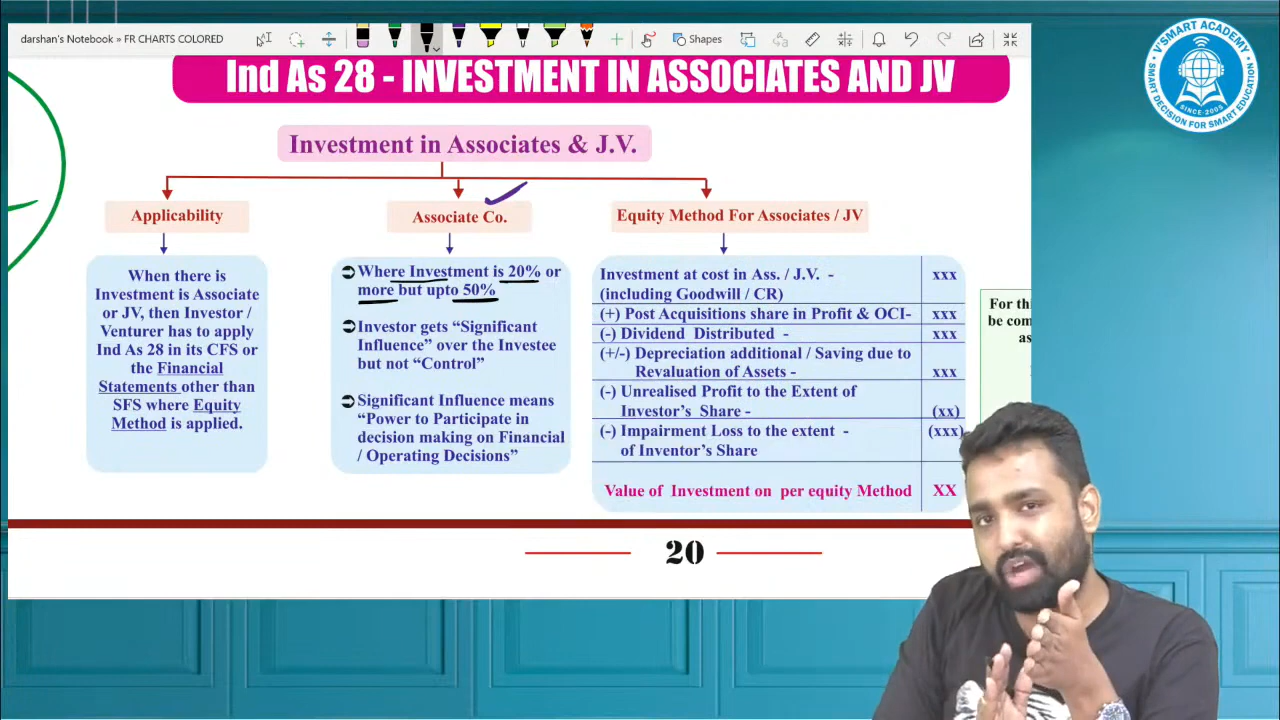 darshan's Notebook » FR CHARTS COLORED
Shapes
V'SMART ACADEMY
SINCE-2005
SMART DECISION FOR SMART EDUCATION
Ind As 28 - INVESTMENT IN ASSOCIATES AND JV
Investment in Associates & J.V.
Applicability
When there is
Investment is Associate
or JV, then Investor /
Venturer has to apply
Ind AS 28 in its CFS or
the Financial
Statements other than
SFS where Equity
Method is applied.
Associate Co.
Where Investment is 20% or
more but upto 50%
Investor gets “Significant
Influence” over the Investee
but not “Control”
Significant Influence means
“Power to Participate in
decision making on Financial
/ Operating Decisions”
Equity Method For Associates / JV
Investment at cost in Ass. / J.V. - xxx
(including Goodwill / CR)
(+) Post Acquisitions share in Profit & OCI- xxx
(-) Dividend Distributed - xxx
(+/-) Depreciation additional / Saving due to
Revaluation of Assets - xxx
(-) Unrealised Profit to the Extent of
Investor’s Share - (xx)
(-) Impairment Loss to the extent - (xxx)
of Inventor’s Share
Value of Investment on per equity Method XX
For thi
be com
as
20